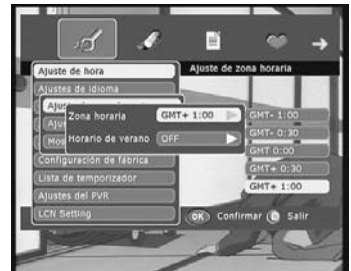 Ajuste de hora
Ajuste de zona horaria
Ajustes de idioma
Zona horaria
GMT+ 1:00
Horario de verano
OFF
GMT- 1:00
GMT- 0:30
GMT 0:00
GMT+ 0:30
GMT+ 1:00
Configuración de fábrica
Lista de temporizador
Ajustes del PVR
LCN Setting
OK Confirmar
Salir